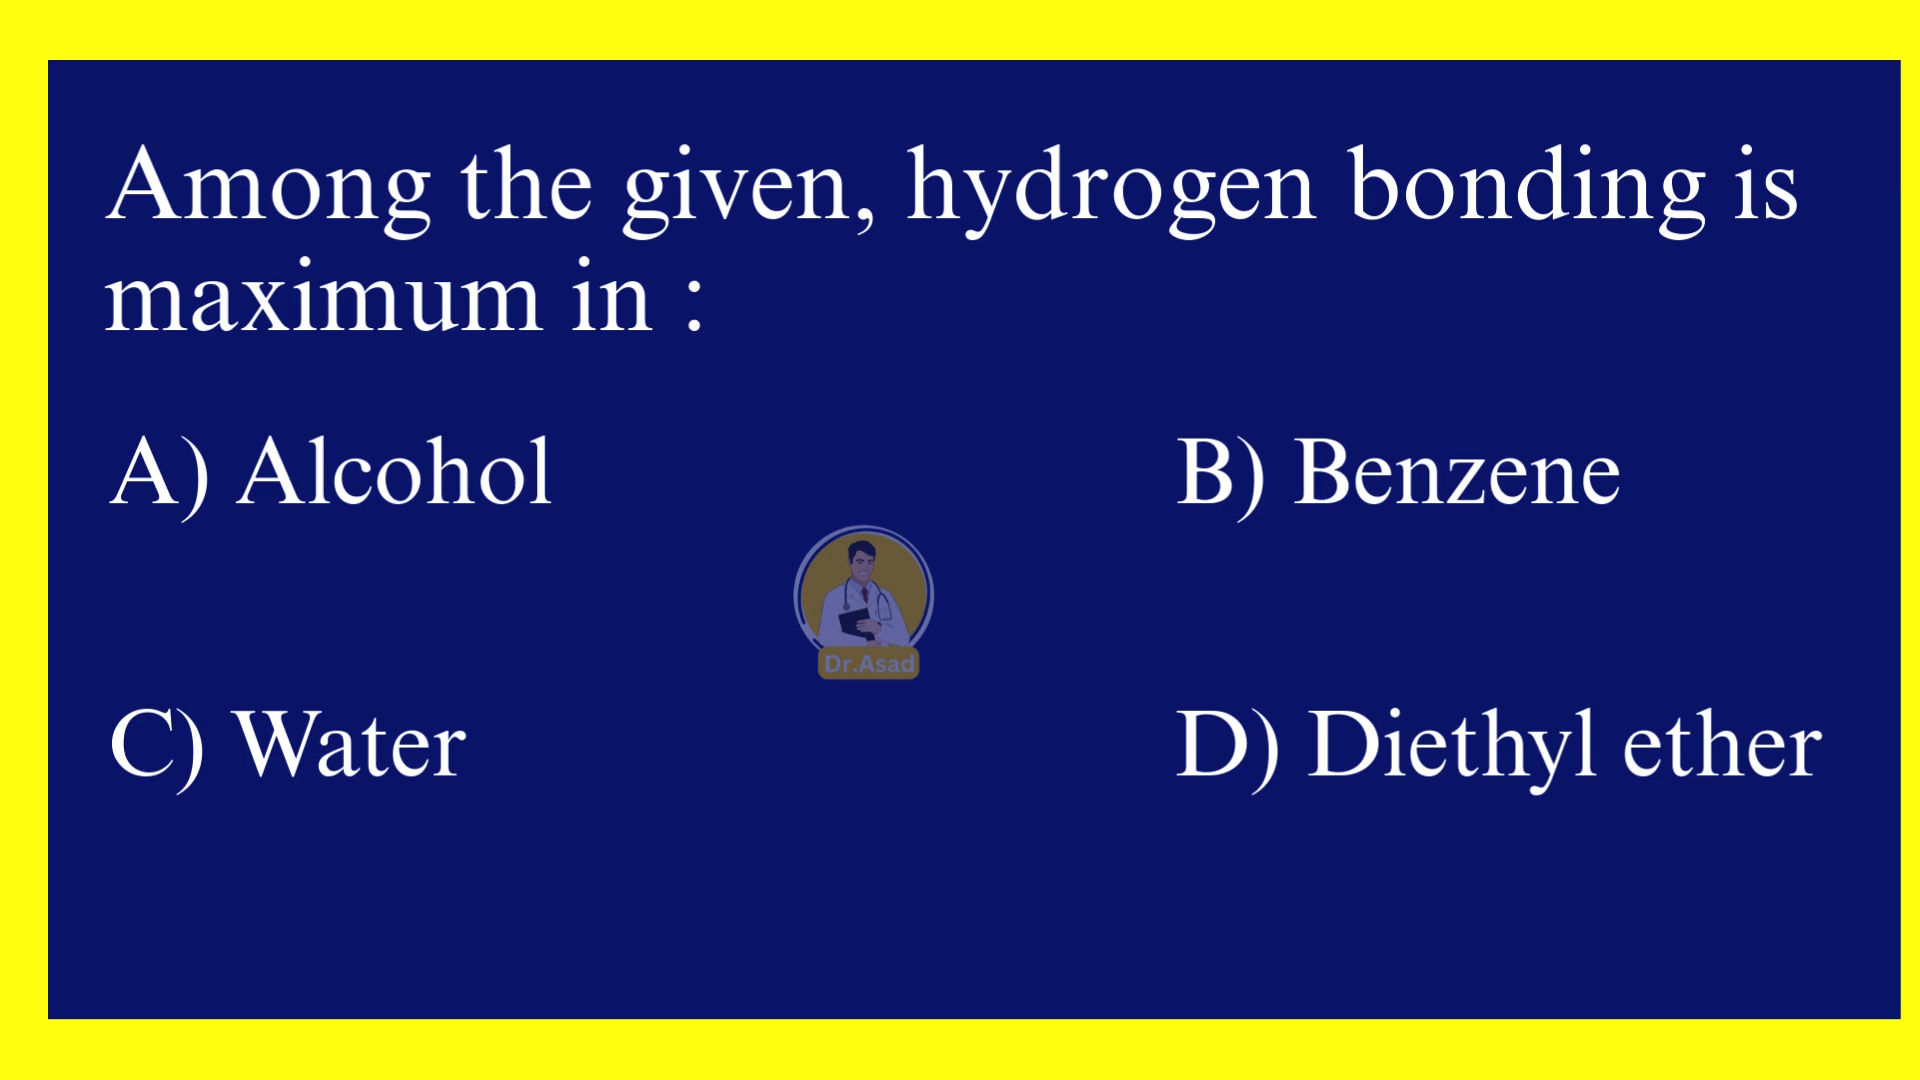 Among the given, hydrogen bonding is
maximum in :
A) Alcohol
B) Benzene
Dr.Asad
C) Water
D) Diethyl ether